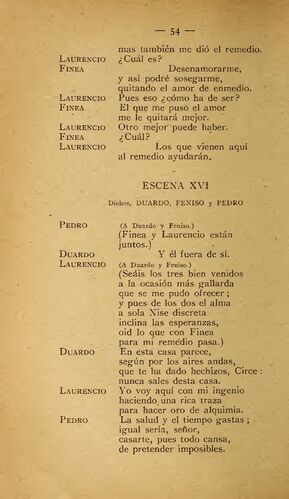 — 54 —
mas también me dió el remedio.
LAURENCIO ¿Cuál es?
FINEA Desenamorarme,
y así podré sosegarme,
quitando el amor de enmedio.
LAURENCIO Pues eso ¿cómo ha de ser?
FINEA El que me puso el amor
me le quitará mejor.
LAURENCIO Otro mejor puede haber.
FINEA ¿Cuál?
LAURENCIO Los que vienen aquí
al remedio ayudarán.
ESCENA XVI
Dichos, DUARDO, FENISO y PEDRO
PEDRO (A Duardo y Feniso.)
(Finea y Laurencio están
juntos.)
DUARDO Y él fuera de sí.
LAURENCIO (A Duardo y Feniso.)
(Seáis los tres bien venidos
a la ocasión más gallarda
que se me pudo ofrecer;
y pues de los dos el alma
a sola Nise discreta
inclina las esperanzas,
oid lo que con Finea
para mi remedio pasa.)
DUARDO En esta casa parece,
según por los aires andas,
que te ha dado hechizos, Circe:
nunca sales desta casa.
LAURENCIO Yo voy aquí con mi ingenio
haciendo una rica traza
para hacer oro de alquimia.
PEDRO La salud y el tiempo gastas;
igual sería, señor,
casarte, pues todo cansa,
de pretender imposibles.